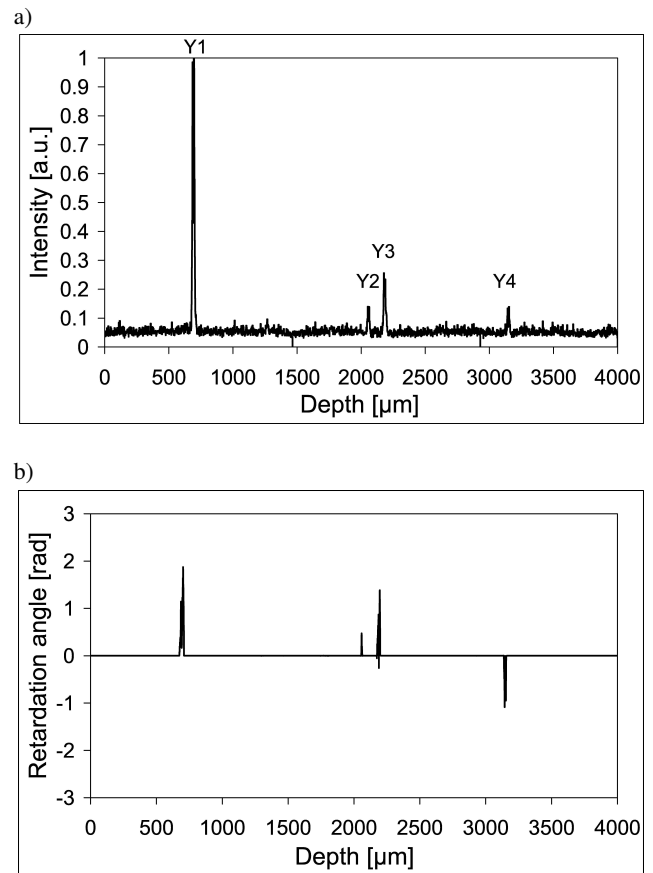 a)
Y1
1
0.9
0.8
0.7
0.6
0.5
0.4
0.3
0.2
0.1
0
Intensity [a.u.]
Y3
Y2
Y4
0 500 1000 1500 2000 2500 3000 3500 4000
Depth [µm]
b)
3
2
1
0
-1
-2
-3
Retardation angle [rad]
0 500 1000 1500 2000 2500 3000 3500 4000
Depth [µm]